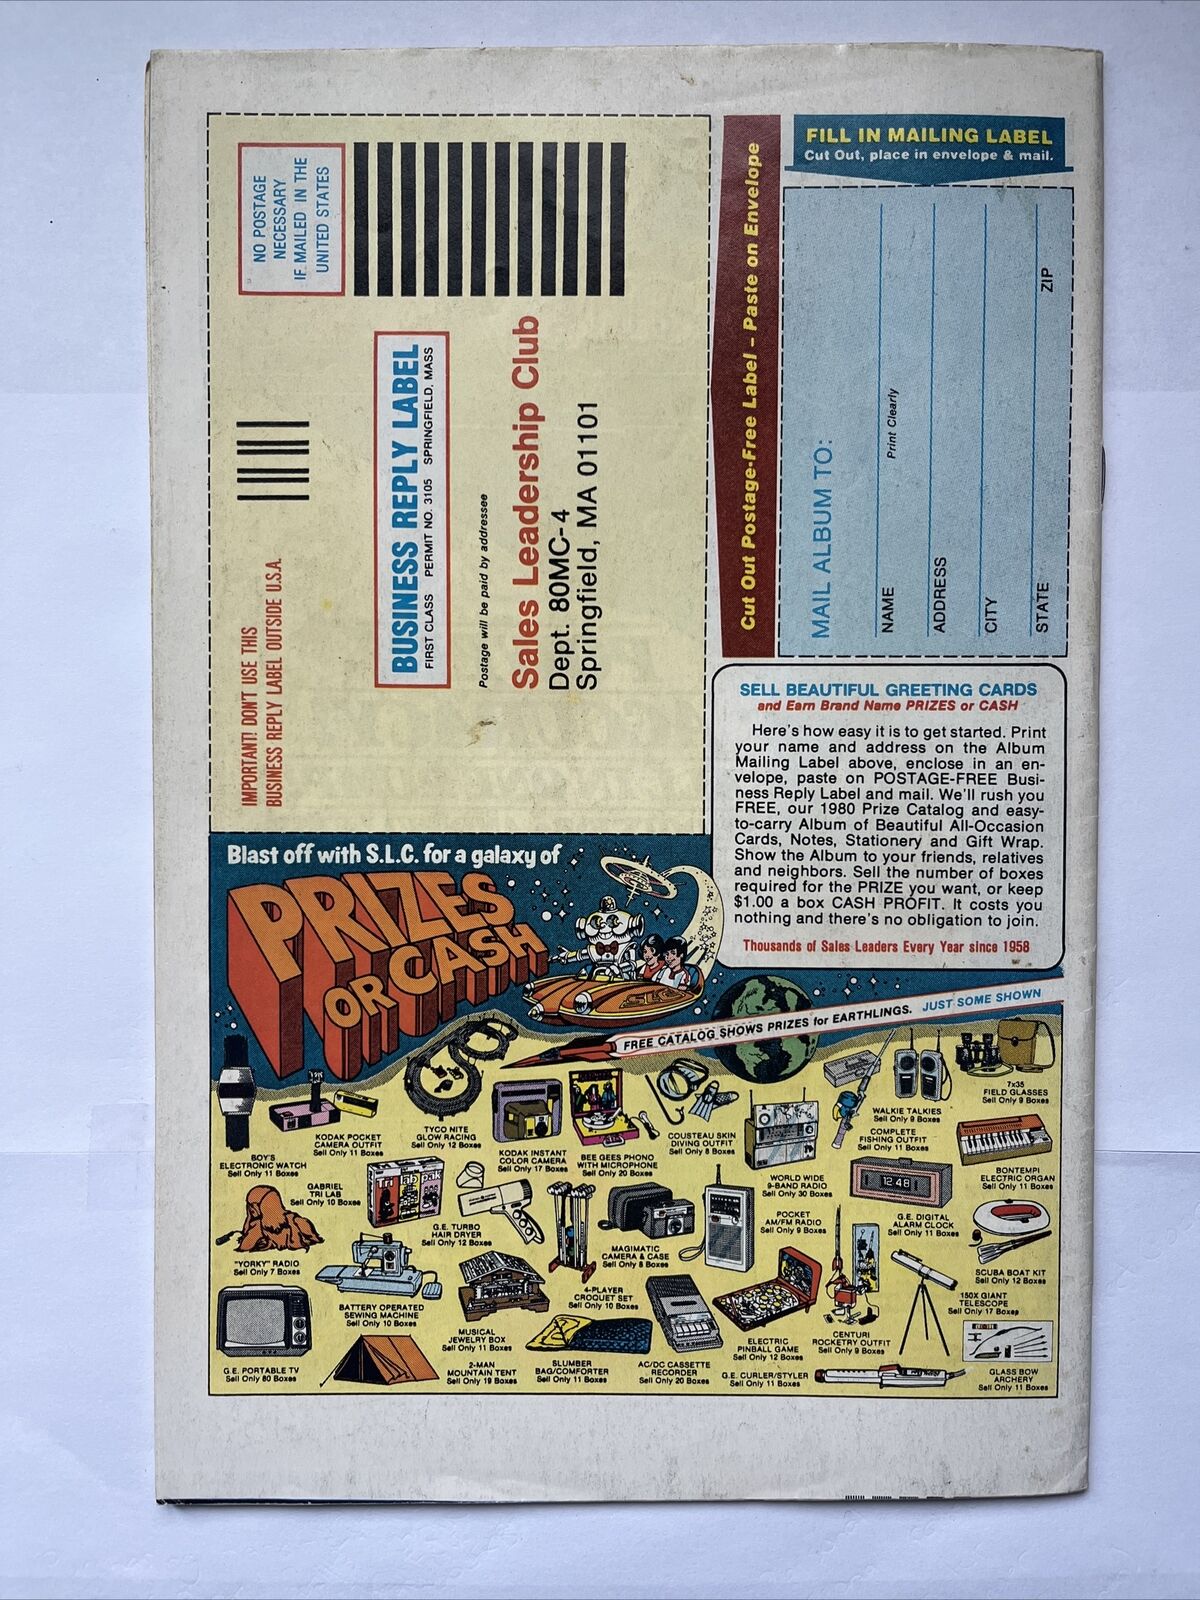 NO POSTAGE
NECESSARY
IF MAILED IN THE
UNITED STATES
IMPORTANT! DON'T USE THIS
BUSINESS REPLY LABEL OUTSIDE U.S.A.
BUSINESS REPLY LABEL
FIRST CLASS PERMIT NO. 3105 SPRINGFIELD, MASS
Postage will be paid by addressee
Sales Leadership Club
Dept. 80MC-4
Springfield, MA 01101
Cut Out Postage-Free Label – Paste on Envelope
FILL IN MAILING LABEL
Cut Out, place in envelope & mail.
MAIL ALBUM TO:
NAME
Print Clearly
ADDRESS
CITY
STATE ZIP
SELL BEAUTIFUL GREETING CARDS
and Earn Brand Name PRIZES or CASH
Here's how easy it is to get started. Print
your name and address on the Album
Mailing Label above, enclose in an en-
velope, paste on POSTAGE-FREE Busi-
ness Reply Label and mail. We'll rush you
FREE, our 1980 Prize Catalog and easy-
to-carry Album of Beautiful All-Occasion
Cards, Notes, Stationery and Gift Wrap.
Show the Album to your friends, relatives
and neighbors. Sell the number of boxes
required for the PRIZE you want, or keep
$1.00 a box CASH PROFIT. It costs you
nothing and there's no obligation to join.
Thousands of Sales Leaders Every Year since 1958
Blast off with S.L.C. for a galaxy of
PRIZES
OR CASH
SLC
FREE CATALOG SHOWS PRIZES for EARTHLINGS. JUST SOME SHOWN
BOY'S
ELECTRONIC WATCH
Sell Only 11 Boxes
KODAK POCKET
CAMERA OUTFIT
Sell Only 11 Boxes
TYCO NITE
GLOW RACING
Sell Only 12 Boxes
KODAK INSTANT
COLOR CAMERA
Sell Only 17 Boxes
BEE GEES PHONO
WITH MICROPHONE
Sell Only 20 Boxes
COUSTEAU SKIN
DIVING OUTFIT
Sell Only 8 Boxes
WORLD WIDE
9-BAND RADIO
Sell Only 30 Boxes
WALKIE TALKIES
Sell Only 9 Boxes
COMPLETE
FISHING OUTFIT
Sell Only 11 Boxes
7x35
FIELD GLASSES
Sell Only 9 Boxes
BONTEMPI
ELECTRIC ORGAN
Sell Only 11 Boxes
GABRIEL
TRI LAB
Sell Only 10 Boxes
Tri lab pak
"YORKY" RADIO
Sell Only 7 Boxes
G.E. TURBO
HAIR DRYER
Sell Only 12 Boxes
MAGIMATIC
CAMERA & CASE
Sell Only 8 Boxes
POCKET
AM/FM RADIO
Sell Only 9 Boxes
12 48
G.E. DIGITAL
ALARM CLOCK
Sell Only 11 Boxes
SCUBA BOAT KIT
Sell Only 12 Boxes
BATTERY OPERATED
SEWING MACHINE
Sell Only 10 Boxes
MUSICAL
JEWELRY BOX
Sell Only 11 Boxes
4-PLAYER
CROQUET SET
Sell Only 10 Boxes
150X GIANT
TELESCOPE
Sell Only 17 Boxes
G.E. PORTABLE TV
Sell Only 80 Boxes
2-MAN
MOUNTAIN TENT
Sell Only 19 Boxes
SLUMBER
BAG/COMFORTER
Sell Only 11 Boxes
AC/DC CASSETTE
RECORDER
Sell Only 20 Boxes
ELECTRIC
PINBALL GAME
Sell Only 12 Boxes
CENTURI
ROCKETRY OUTFIT
Sell Only 9 Boxes
G.E. CURLER/STYLER
Sell Only 11 Boxes
GLASS BOW
ARCHERY
Sell Only 11 Boxes